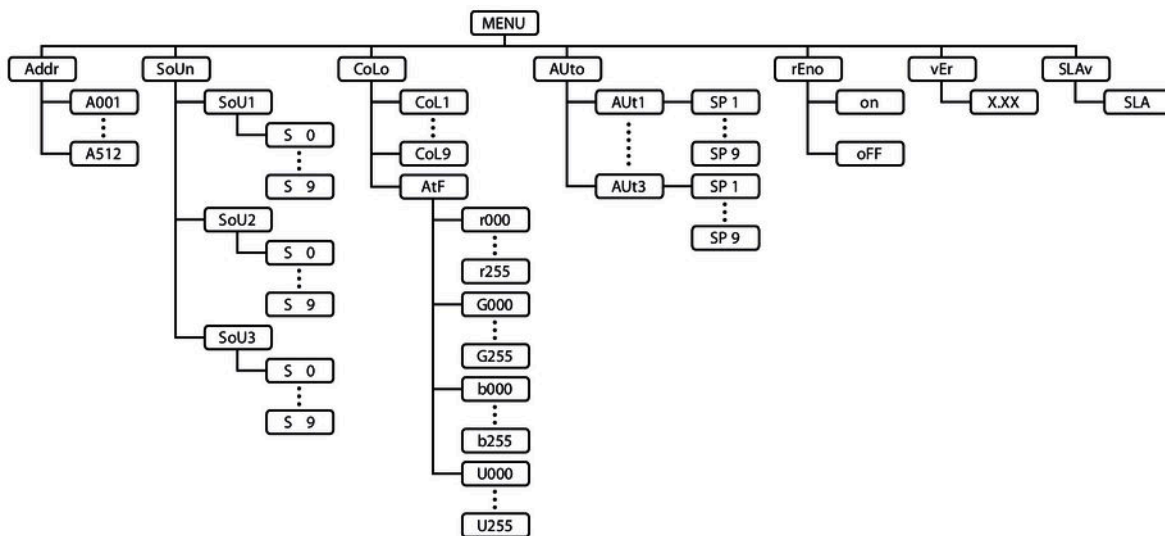 MENU
Addr
SoUn
CoLo
AUto
rEno
vEr
SLAv
A001
A512
SoU1
S 0
S 9
SoU2
S 0
S 9
SoU3
S 0
S 9
CoL1
CoL9
AtF
r000
r255
G000
G255
b000
b255
U000
U255
AUt1
SP 1
SP 9
AUt3
SP 1
SP 9
on
oFF
X.XX
SLA